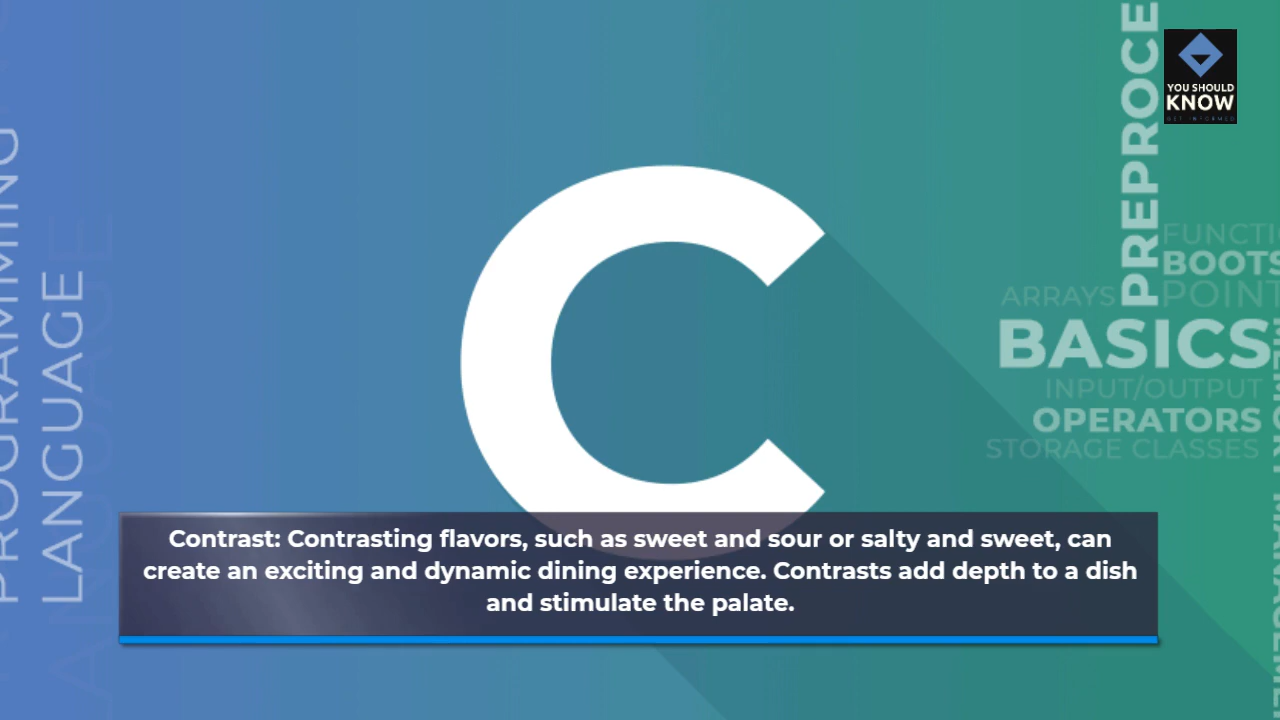 PROGRAMMING
LANGUAGE
C
PREPROCE
YOU SHOULD
KNOW
GET INFORMED
FUNCTI
BOOTS
ARRAYS
POINT
BASICS
INPUT/OUTPUT
OPERATORS
STORAGE CLASSES
Contrast: Contrasting flavors, such as sweet and sour or salty and sweet, can
create an exciting and dynamic dining experience. Contrasts add depth to a dish
and stimulate the palate.